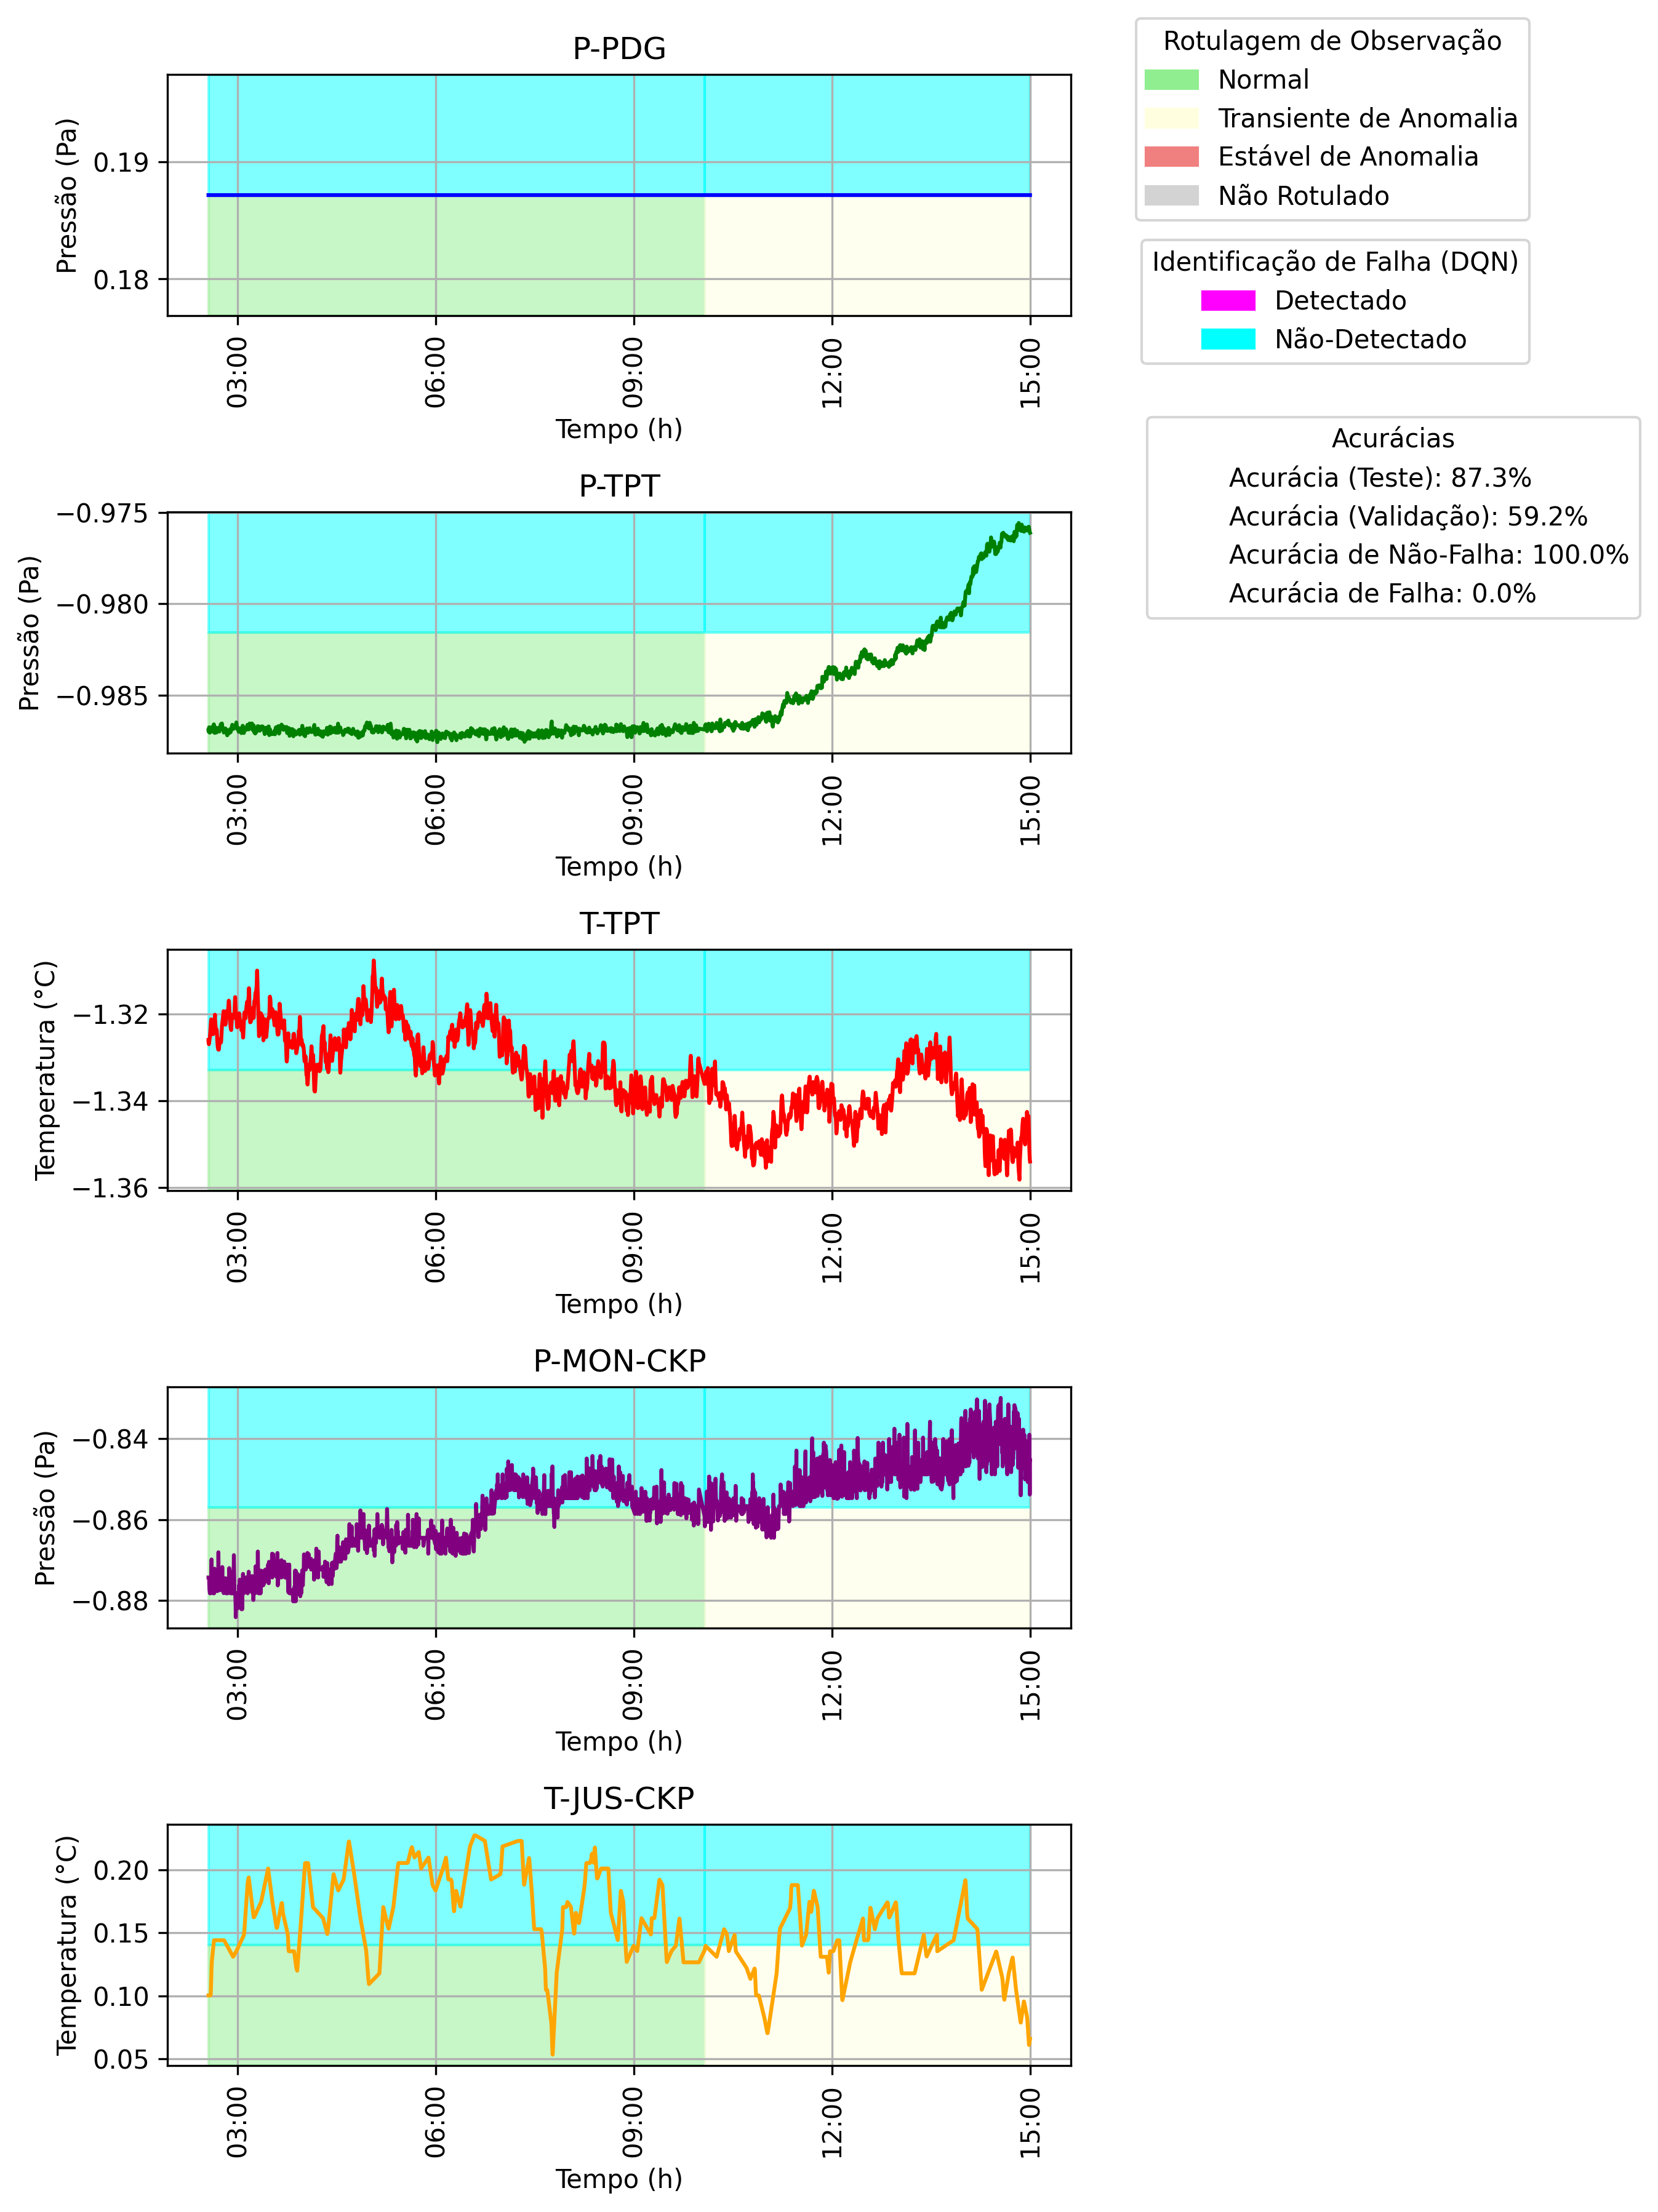 P-PDG
Pressão (Pa)
0.19
0.18
03:00
06:00
09:00
12:00
15:00
Tempo (h)
Rotulagem de Observação
Normal
Transiente de Anomalia
Estável de Anomalia
Não Rotulado
Identificação de Falha (DQN)
Detectado
Não-Detectado
Acurácias
Acurácia (Teste): 87.3%
Acurácia (Validação): 59.2%
Acurácia de Não-Falha: 100.0%
Acurácia de Falha: 0.0%
P-TPT
Pressão (Pa)
−0.975
−0.980
−0.985
03:00
06:00
09:00
12:00
15:00
Tempo (h)
T-TPT
Temperatura (°C)
−1.32
−1.34
−1.36
03:00
06:00
09:00
12:00
15:00
Tempo (h)
P-MON-CKP
Pressão (Pa)
−0.84
−0.86
−0.88
03:00
06:00
09:00
12:00
15:00
Tempo (h)
T-JUS-CKP
Temperatura (°C)
0.20
0.15
0.10
0.05
03:00
06:00
09:00
12:00
15:00
Tempo (h)